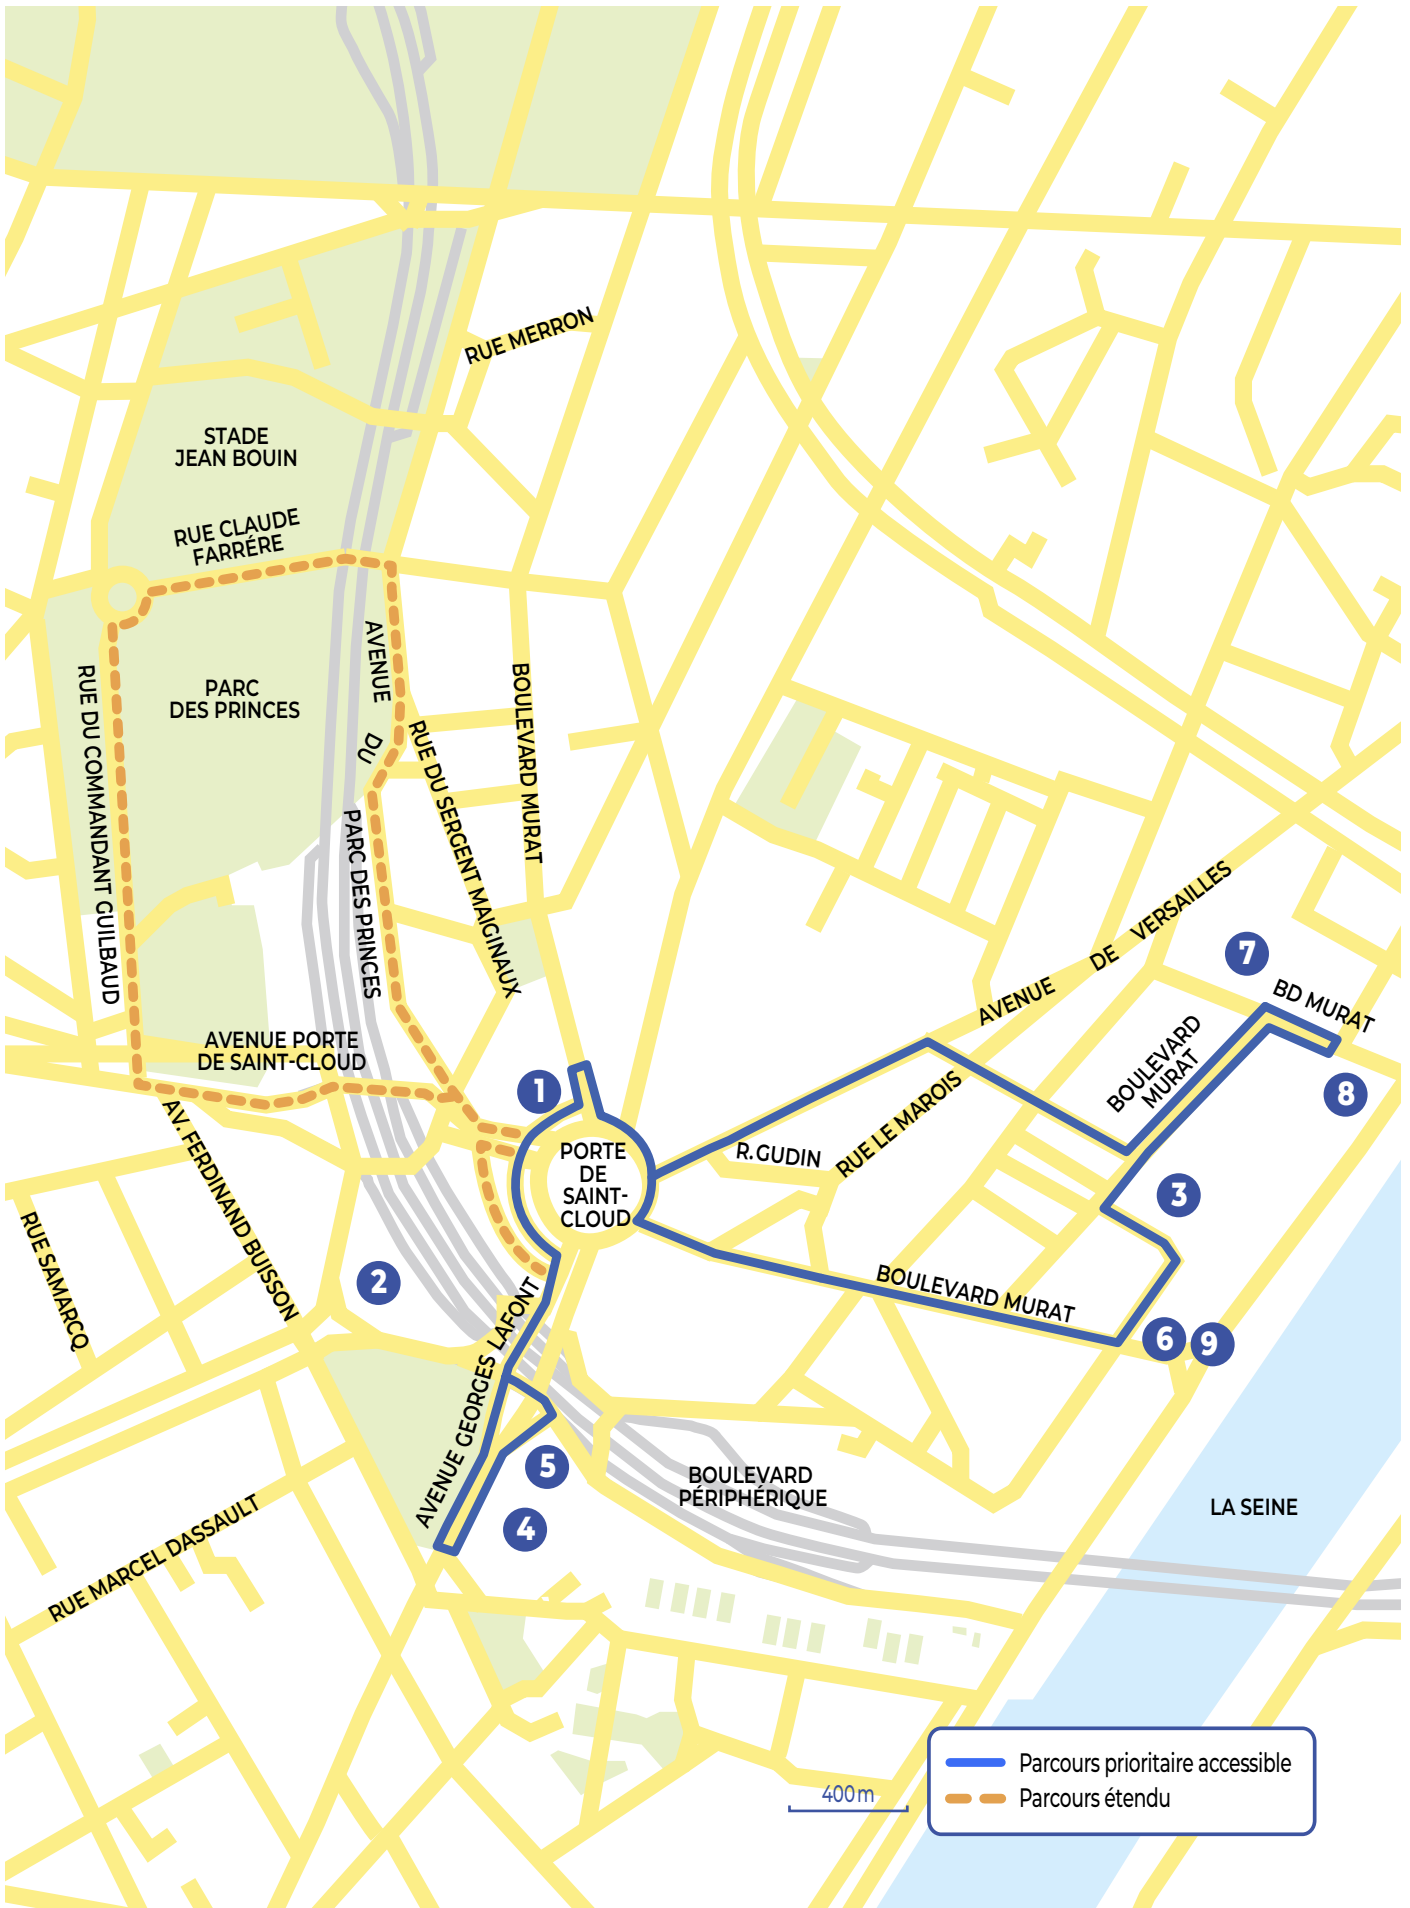 RUE MERRON
STADE
JEAN BOUIN
RUE CLAUDE
FARRÉRE
AVENUE
DU
PARC DES PRINCES
PARC
DES PRINCES
RUE DU COMMANDANT GUILBAUD
RUE DU SERGENT MAIGINAUX
BOULEVARD MURAT
AVENUE DE VERSAILLES
7
BD MURAT
BOULEVARD
MURAT
8
AVENUE PORTE
DE SAINT-CLOUD
1
PORTE
DE
SAINT-
CLOUD
R. GUDIN
RUE LE MAROIS
3
AV. FERDINAND BUISSON
RUE SAMARCQ
2
BOULEVARD MURAT
6
9
AVENUE GEORGES LAFONT
5
4
BOULEVARD
PÉRIPHÉRIQUE
LA SEINE
RUE MARCEL DASSAULT
400 m
Parcours prioritaire accessible
Parcours étendu